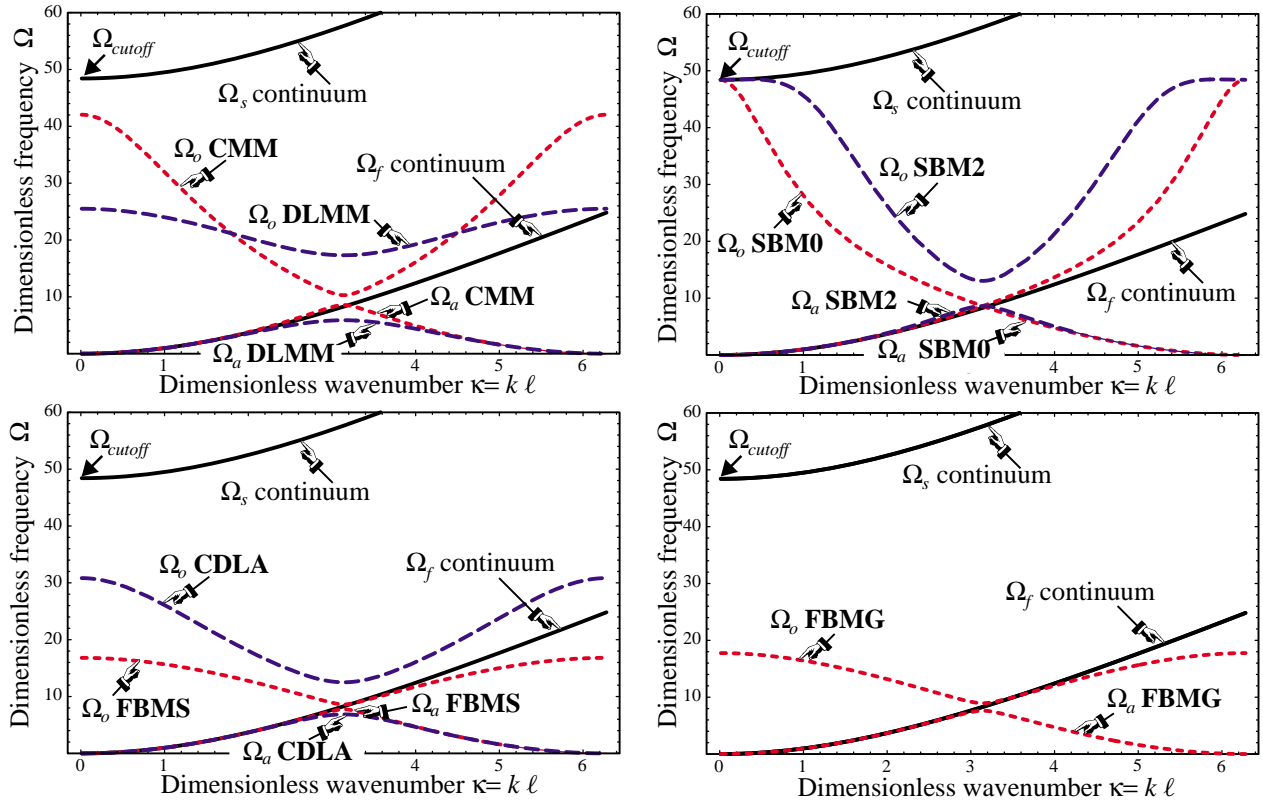 Dimensionless frequency Ω
60
50
40
30
20
10
0
Ωcutoff
Ωs continuum
Ωo CMM
Ωf continuum
Ωo DLMM
Ωa CMM
Ωa DLMM
0 1 2 4 5 6
Dimensionless wavenumber κ= k ℓ
Dimensionless frequency Ω
60
50
40
30
20
10
0
Ωcutoff
Ωs continuum
Ωo SBM2
Ωo SBM0
Ωa SBM2
Ωf continuum
Ωa SBM0
0 1 2 4 5 6
Dimensionless wavenumber κ= k ℓ
Dimensionless frequency Ω
60
50
40
30
20
10
0
Ωcutoff
Ωs continuum
Ωo CDLA
Ωf continuum
Ωo FBMS
Ωa FBMS
Ωa CDLA
0 1 2 4 5 6
Dimensionless wavenumber κ= k ℓ
Dimensionless frequency Ω
60
50
40
30
20
10
0
Ωcutoff
Ωs continuum
Ωf continuum
Ωo FBMG
Ωa FBMG
0 1 2 3 4 5 6
Dimensionless wavenumber κ= k ℓ